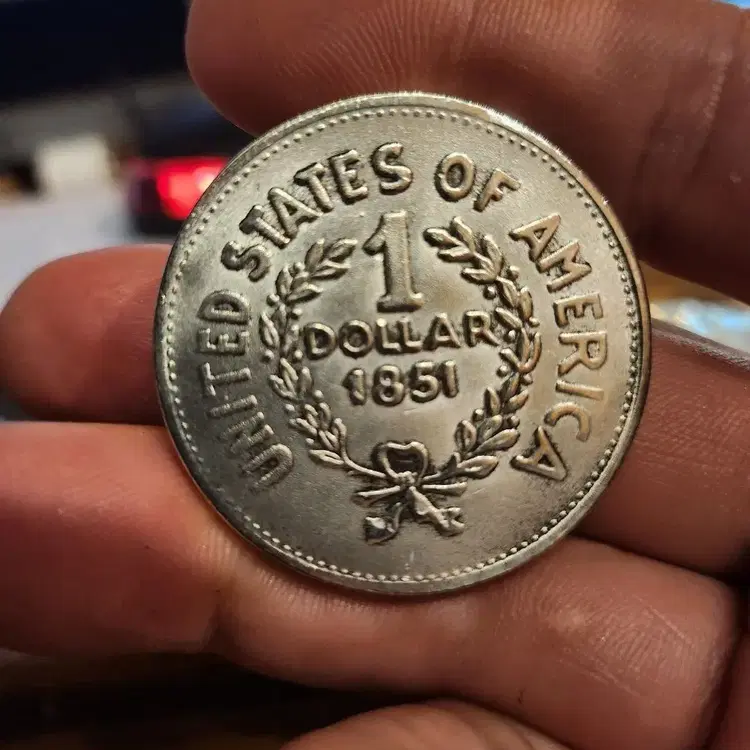 UNITED STATES OF AMERICA
1
DOLLAR
1851